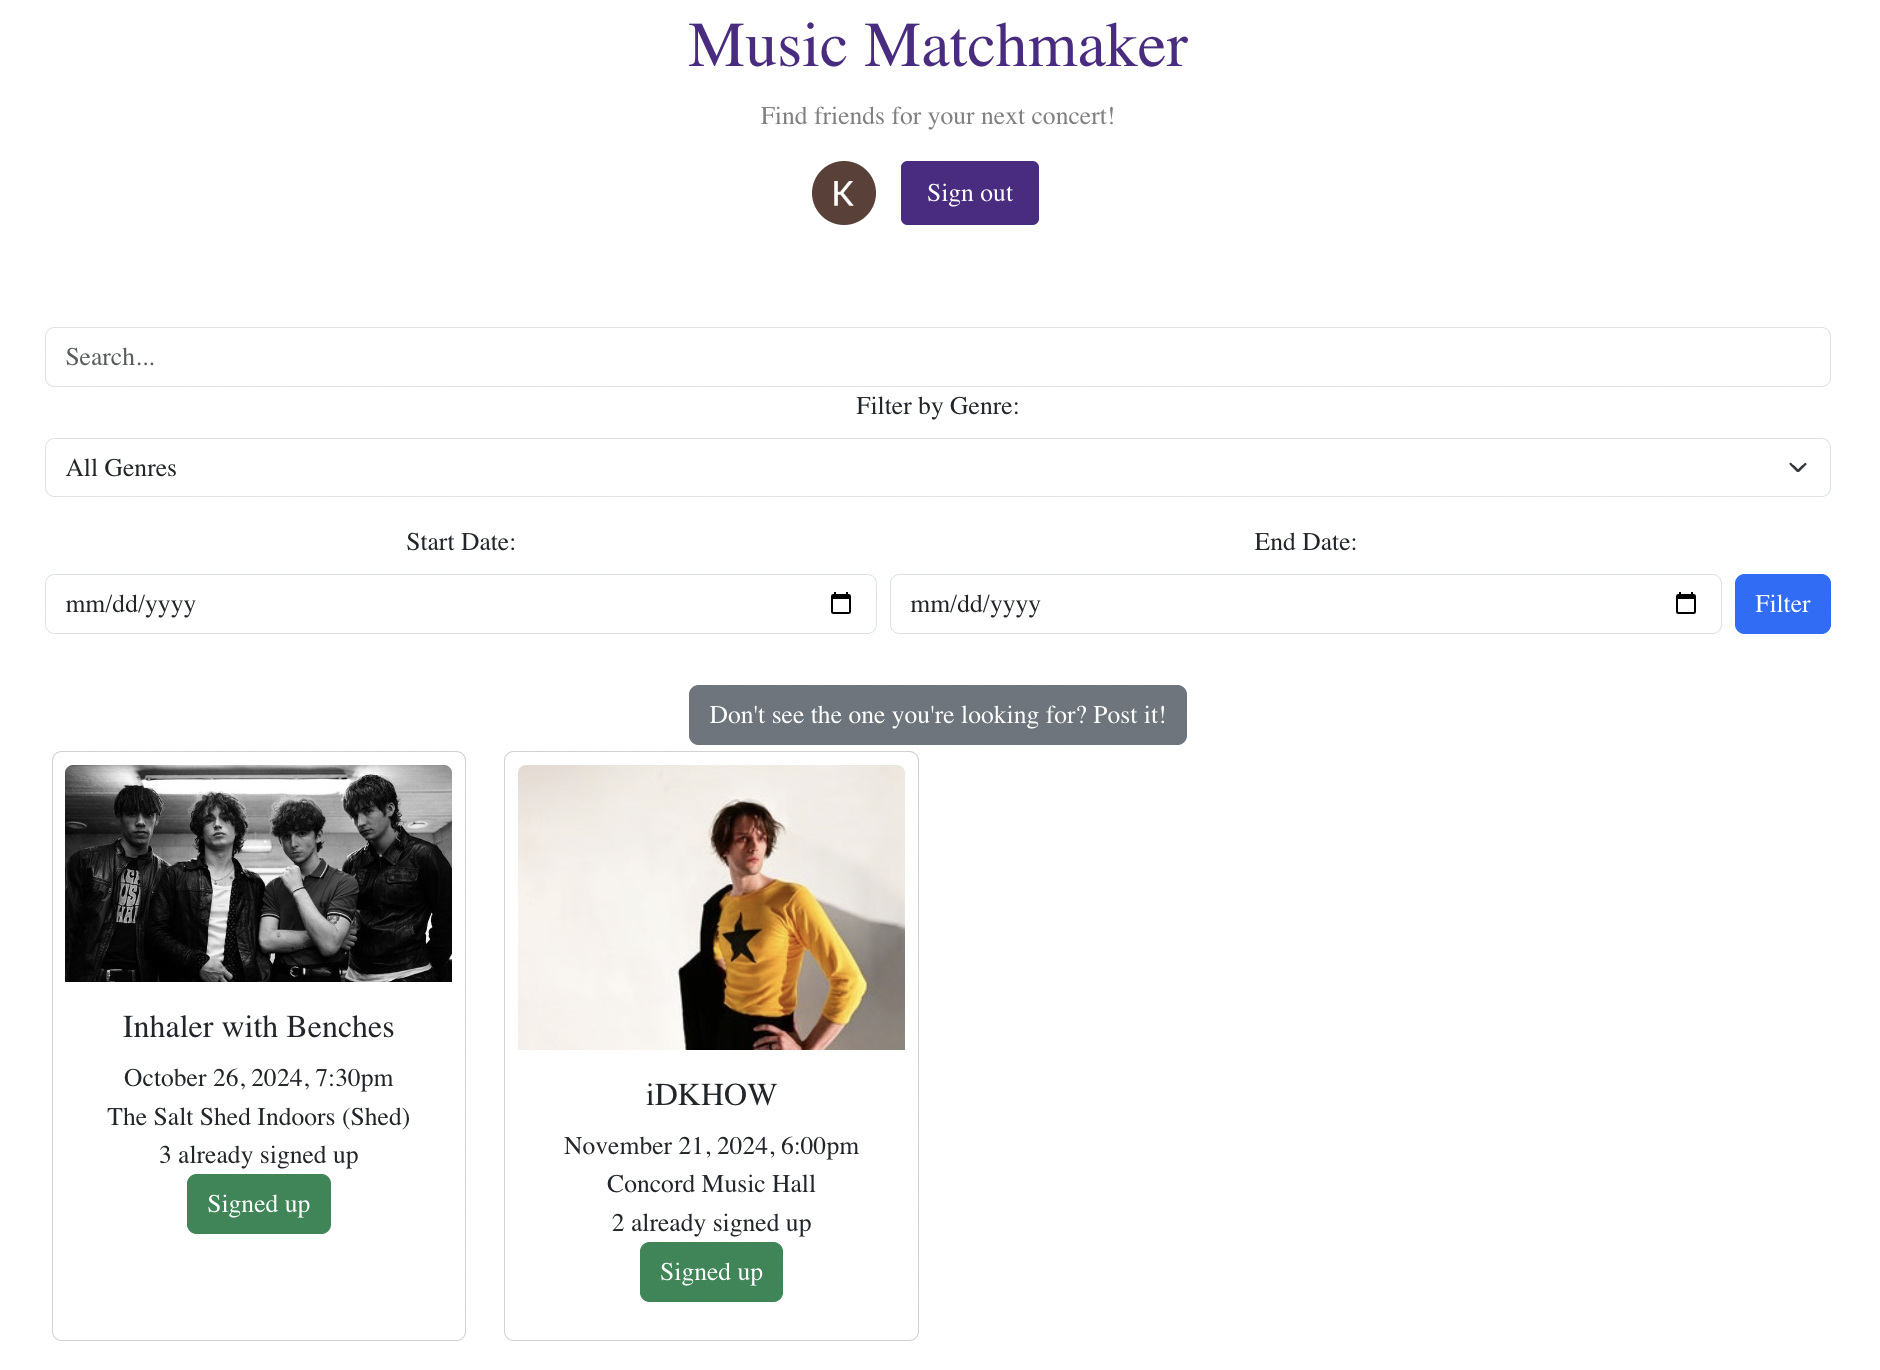 Music Matchmaker
Find friends for your next concert!
K
Sign out
Search...
Filter by Genre:
All Genres
Start Date:
End Date:
mm/dd/yyyy
mm/dd/yyyy
Filter
Don't see the one you're looking for? Post it!
Inhaler with Benches
October 26, 2024, 7:30pm
The Salt Shed Indoors (Shed)
3 already signed up
Signed up
iDKHOW
November 21, 2024, 6:00pm
Concord Music Hall
2 already signed up
Signed up